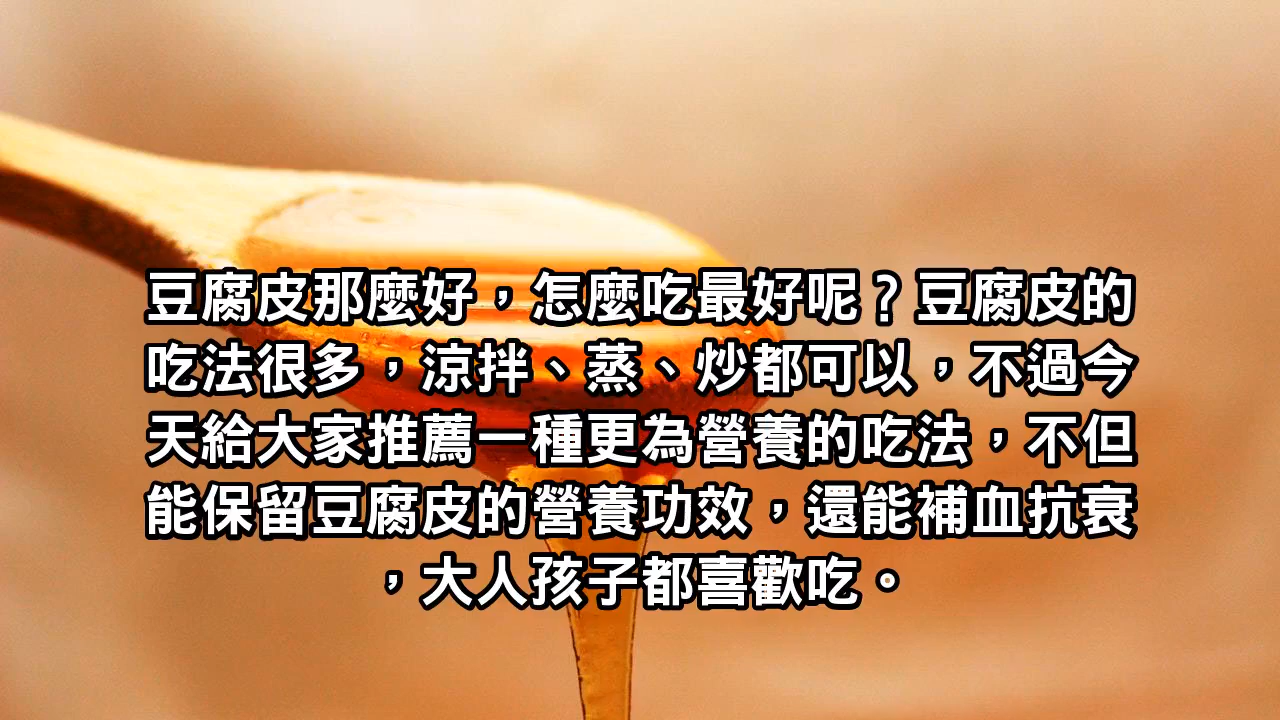 豆腐皮那麼好，怎麼吃最好呢？豆腐皮的
吃法很多，涼拌、蒸、炒都可以，不過今
天給大家推薦一種更為營養的吃法，不但
能保留豆腐皮的營養功效，還能補血抗衰
，大人孩子都喜歡吃。